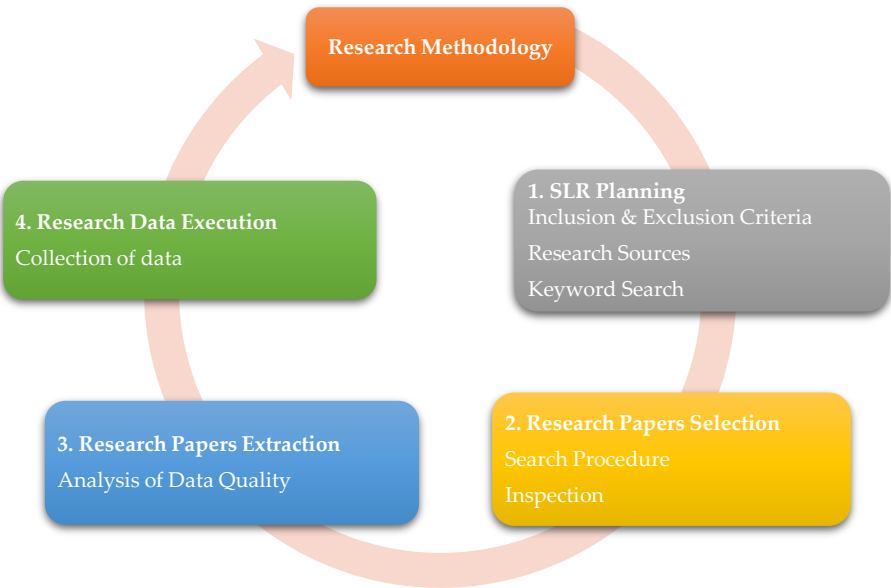 Research Methodology
1. SLR Planning
Inclusion & Exclusion Criteria
Research Sources
Keyword Search
2. Research Papers Selection
Search Procedure
Inspection
3. Research Papers Extraction
Analysis of Data Quality
4. Research Data Execution
Collection of data